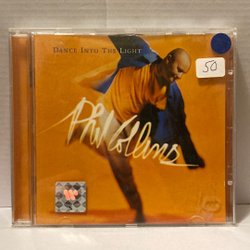 DANCE INTO THE LIGHT
50
Phil Collins